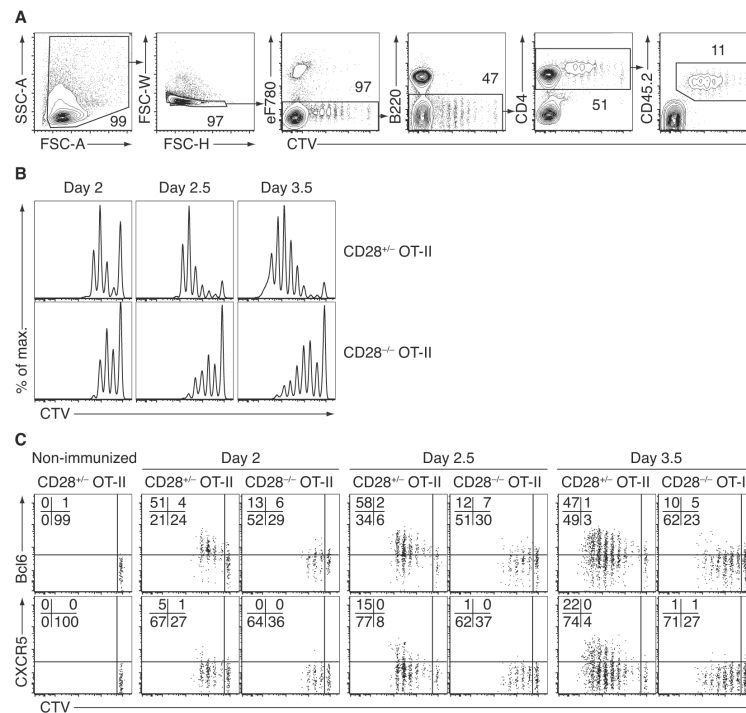 A
SSC-A
FSC-A
99
FSC-W
FSC-H
97
eF780
CTV
97
B220
47
CD4
51
CD45.2
11
B
Day 2
Day 2.5
Day 3.5
CD28+/– OT-II
CD28–/– OT-II
% of max.
CTV
C
Non-immunized
Day 2
Day 2.5
Day 3.5
CD28+/– OT-II
CD28+/– OT-II
CD28–/– OT-II
CD28+/– OT-II
CD28–/– OT-II
CD28+/– OT-II
CD28–/– OT-II
Bcl6
0 1
0 99
51 4
21 24
13 6
52 29
58 2
34 6
12 7
51 30
47 1
49 3
10 5
62 23
CXCR5
0 0
0 100
5 1
67 27
0 0
64 36
15 0
77 8
1 0
62 37
22 0
74 4
1 1
71 27
CTV